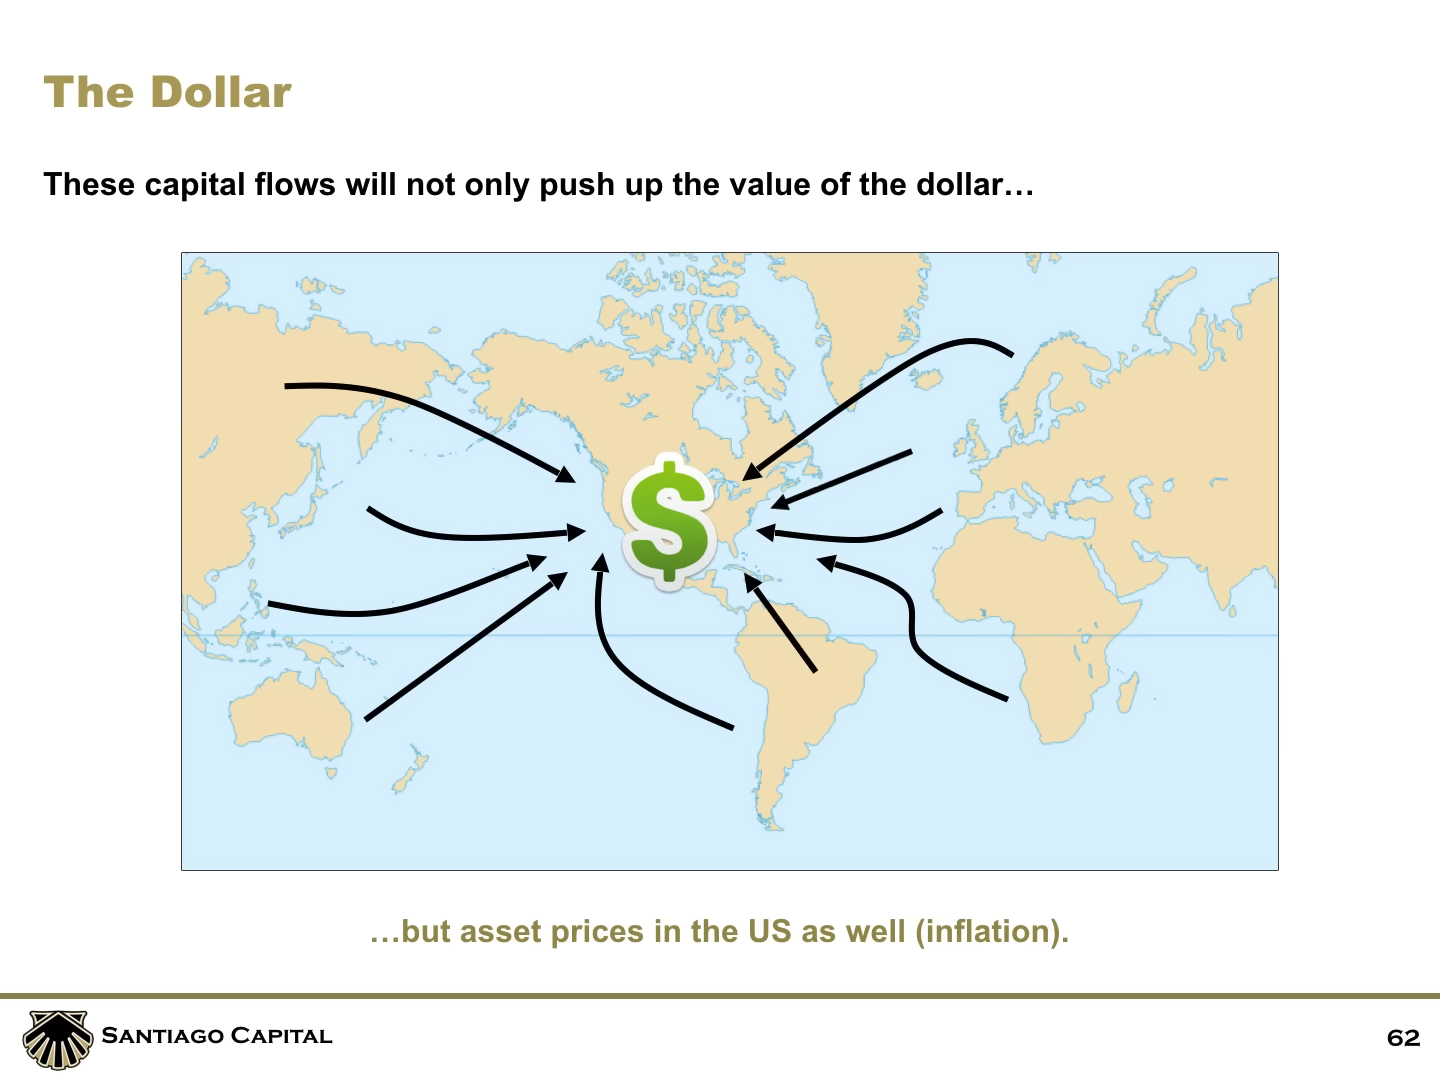 The Dollar
These capital flows will not only push up the value of the dollar…
$
…but asset prices in the US as well (inflation).
Santiago Capital
62